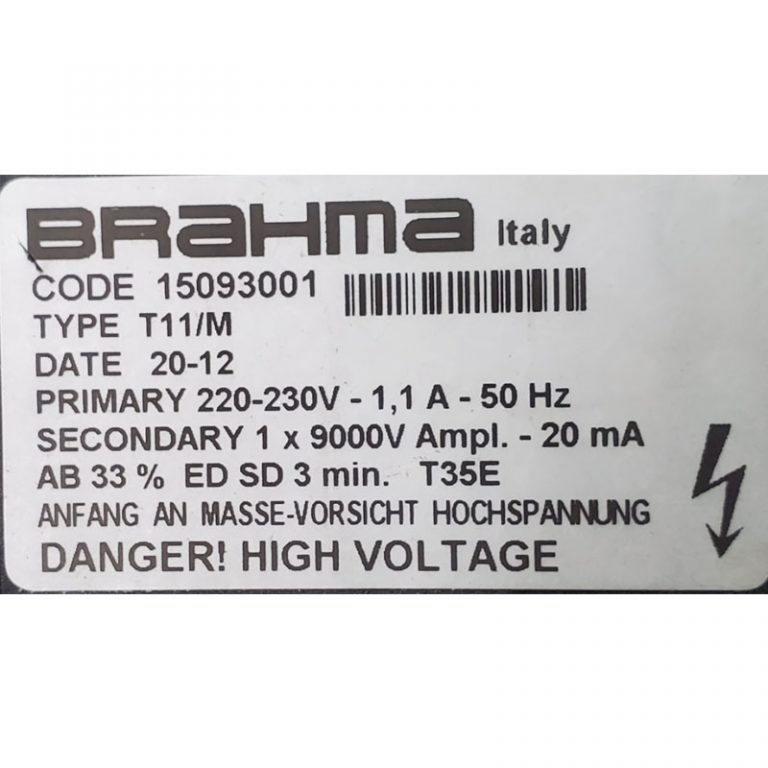 BRAHMA Italy
CODE 15093001
TYPE T11/M
DATE 20-12
PRIMARY 220-230V - 1,1 A - 50 Hz
SECONDARY 1 x 9000V Ampl. - 20 mA
AB 33 % ED SD 3 min. T35E
ANFANG AN MASSE-VORSICHT HOCHSPANNUNG
DANGER! HIGH VOLTAGE